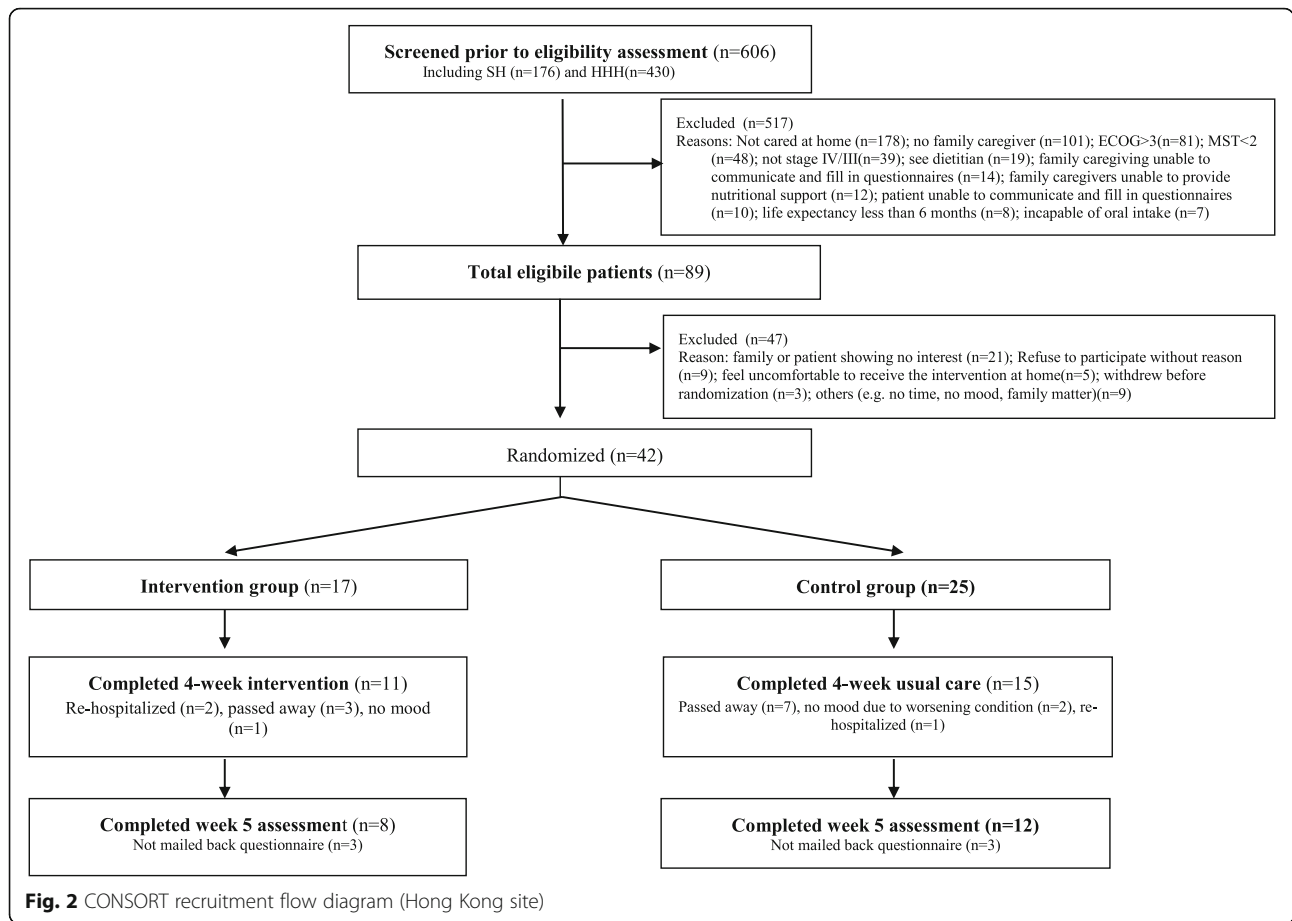 Screened prior to eligibility assessment (n=606)
Including SH (n=176) and HHH(n=430)
Excluded (n=517)
Reasons: Not cared at home (n=178); no family caregiver (n=101); ECOG>3(n=81); MST<2
(n=48); not stage IV/III(n=39); see dietitian (n=19); family caregiving unable to
communicate and fill in questionnaires (n=14); family caregivers unable to provide
nutritional support (n=12); patient unable to communicate and fill in questionnaires
(n=10); life expectancy less than 6 months (n=8); incapable of oral intake (n=7)
Total eligibile patients (n=89)
Excluded (n=47)
Reason: family or patient showing no interest (n=21); Refuse to participate without reason
(n=9); feel uncomfortable to receive the intervention at home(n=5); withdrew before
randomization (n=3); others (e.g. no time, no mood, family matter)(n=9)
Randomized (n=42)
Intervention group (n=17)
Control group (n=25)
Completed 4-week intervention (n=11)
Re-hospitalized (n=2), passed away (n=3), no mood
(n=1)
Completed 4-week usual care (n=15)
Passed away (n=7), no mood due to worsening condition (n=2), re-
hospitalized (n=1)
Completed week 5 assessment (n=8)
Not mailed back questionnaire (n=3)
Completed week 5 assessment (n=12)
Not mailed back questionnaire (n=3)
Fig. 2 CONSORT recruitment flow diagram (Hong Kong site)